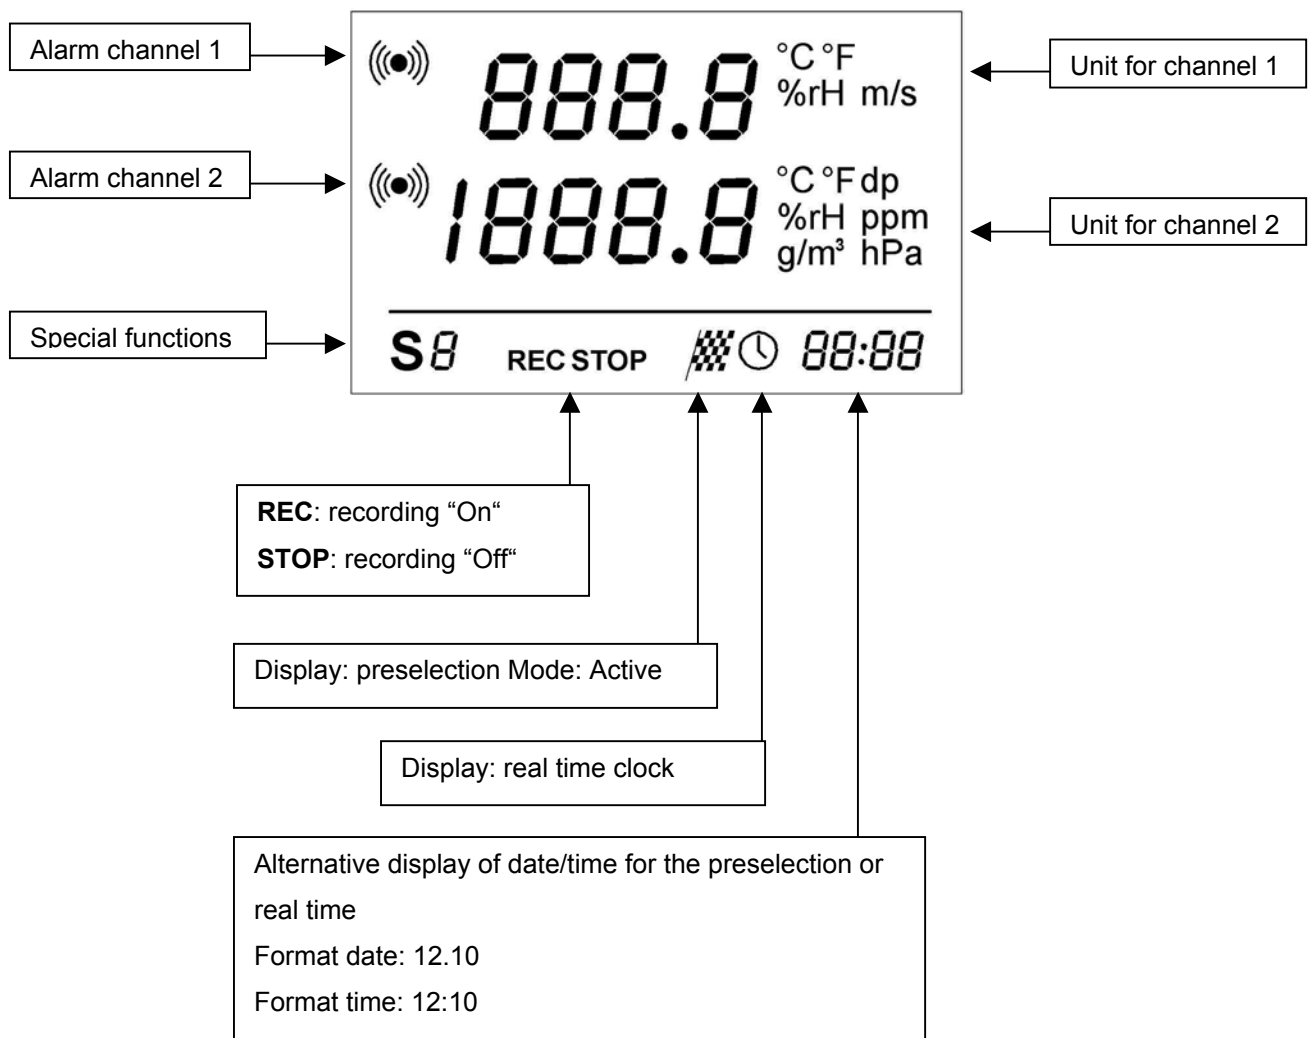 Alarm channel 1
888.8
°C °F
%rH m/s
Unit for channel 1
Alarm channel 2
1888.8
°C °F dp
%rH ppm
g/m³ hPa
Unit for channel 2
Special functions
S8 REC STOP 88:88
REC: recording “On“
STOP: recording “Off“
Display: preselection Mode: Active
Display: real time clock
Alternative display of date/time for the preselection or
real time
Format date: 12.10
Format time: 12:10